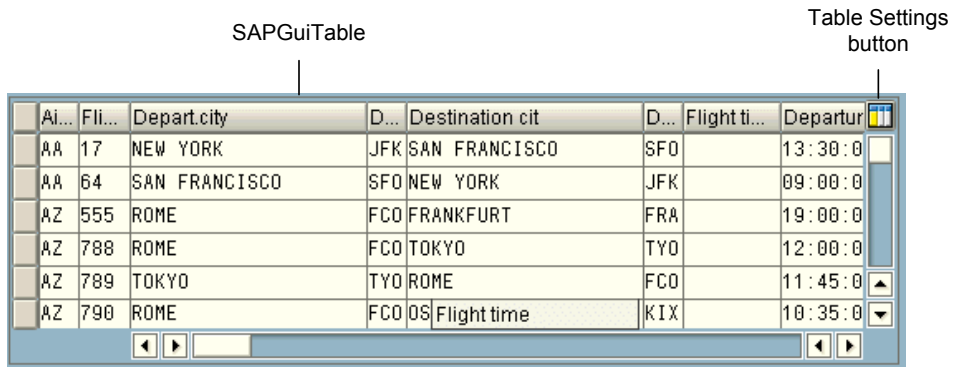 SAPGuiTable
Table Settings
button
Ai... Fli... Depart.city D... Destination cit D... Flight ti... Departur
AA 17 NEW YORK JFK SAN FRANCISCO SFO 13:30:0
AA 64 SAN FRANCISCO SFO NEW YORK JFK 09:00:0
AZ 555 ROME FCO FRANKFURT FRA 19:00:0
AZ 788 ROME FCO TOKYO TYO 12:00:0
AZ 789 TOKYO TYO ROME FCO 11:45:0
AZ 790 ROME FCO OS Flight time KIX 10:35:0